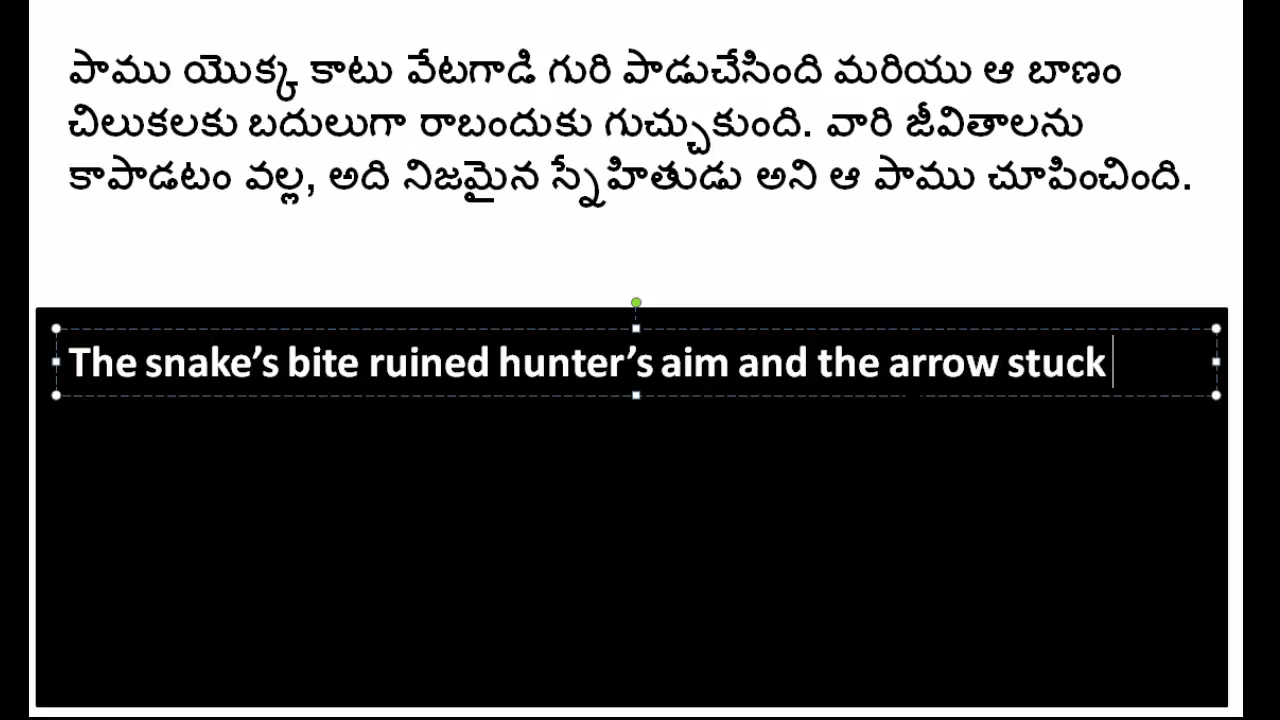 పాము యొక్క కాటు వేటగాడి గురి పాడుచేసింది మరియు ఆ బాణం
చిలుకలకు బదులుగా రాబందుకు గుచ్చుకుంది. వారి జీవితాలను
కాపాడటం వల్ల, అది నిజమైన స్నేహితుడు అని ఆ పాము చూపించింది.
The snake’s bite ruined hunter’s aim and the arrow stuck